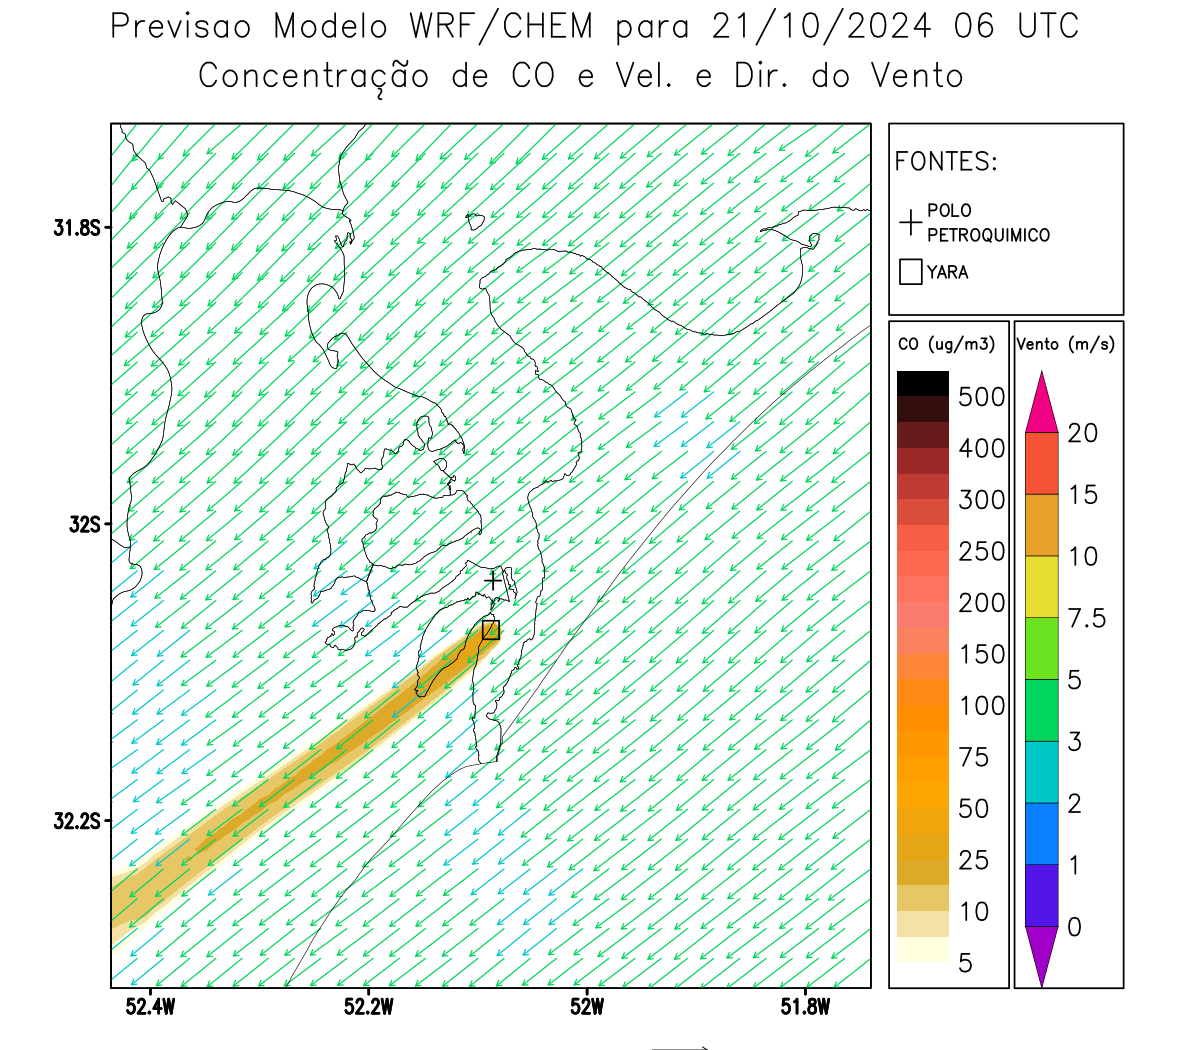 Previsao Modelo WRF/CHEM para 21/10/2024 06 UTC
Concentração de CO e Vel. e Dir. do Vento
FONTES:
POLO
PETROQUIMICO
YARA
CO (ug/m3)
500
400
300
250
200
150
100
75
50
25
10
5
Vento (m/s)
20
15
10
7.5
5
3
2
1
0
31.8S
32S
32.2S
52.4W
52.2W
52W
51.8W